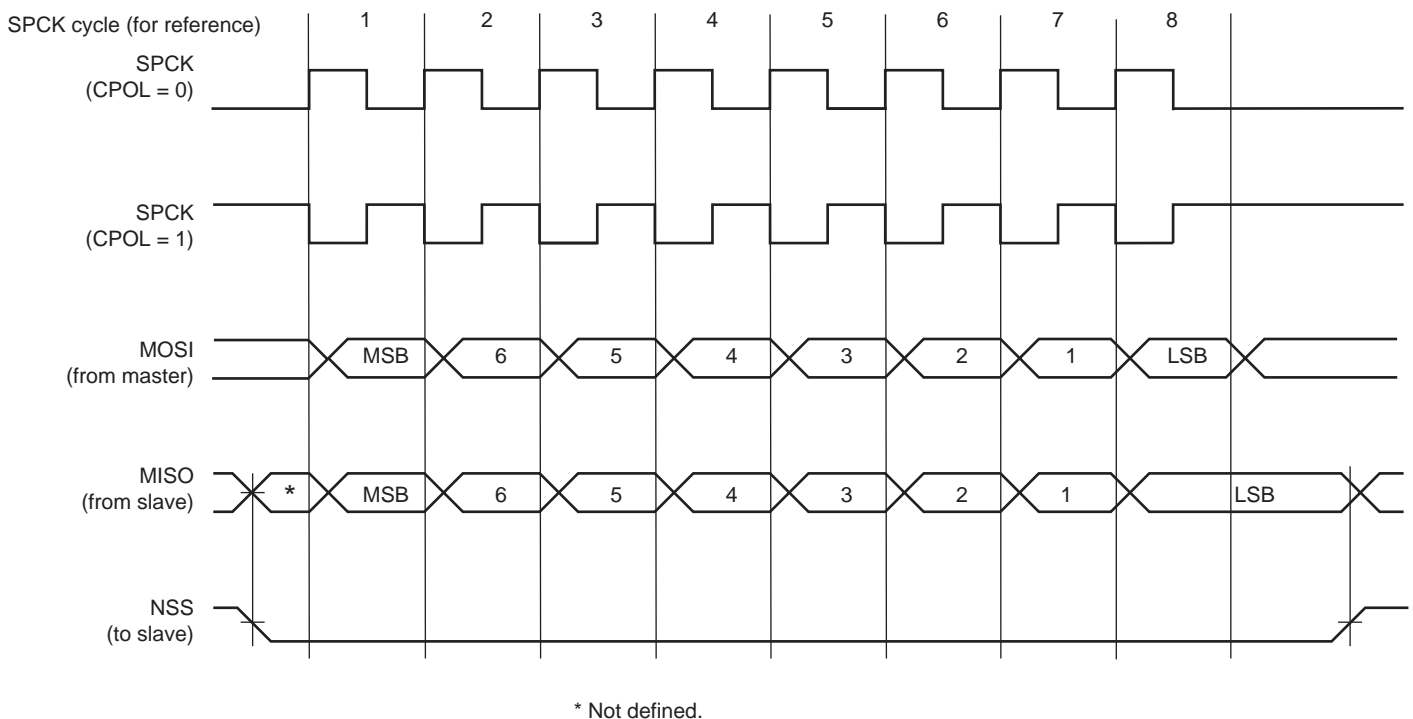 SPCK cycle (for reference) 1 2 3 4 5 6 7 8
SPCK
(CPOL = 0)
SPCK
(CPOL = 1)
MOSI
(from master)
MSB 6 5 4 3 2 1 LSB
MISO
(from slave)
* MSB 6 5 4 3 2 1 LSB
NSS
(to slave)
* Not defined.